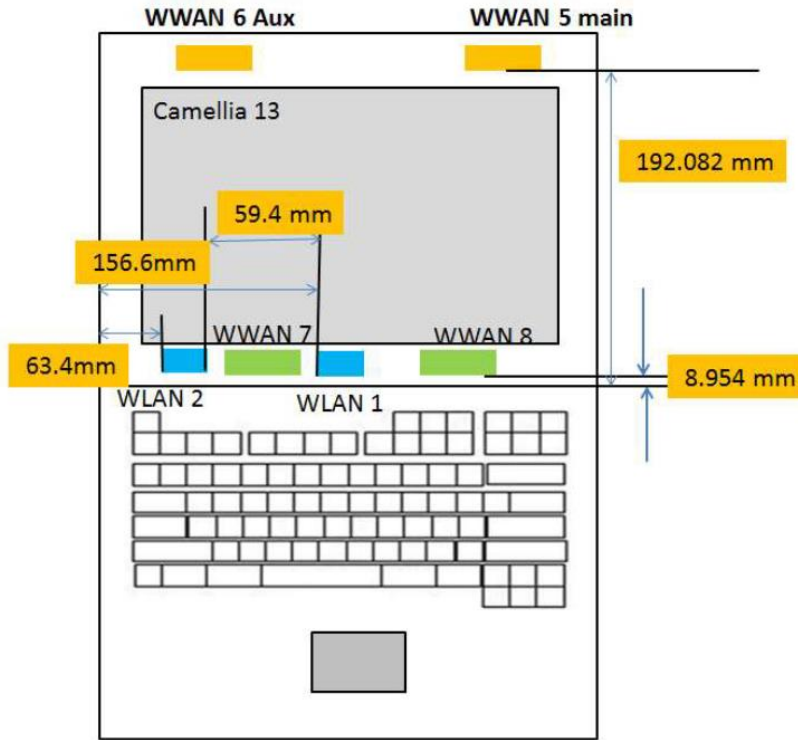 WWAN 6 Aux
WWAN 5 main
Camellia 13
192.082 mm
59.4 mm
156.6mm
WWAN 7
WWAN 8
63.4mm
8.954 mm
WLAN 2
WLAN 1